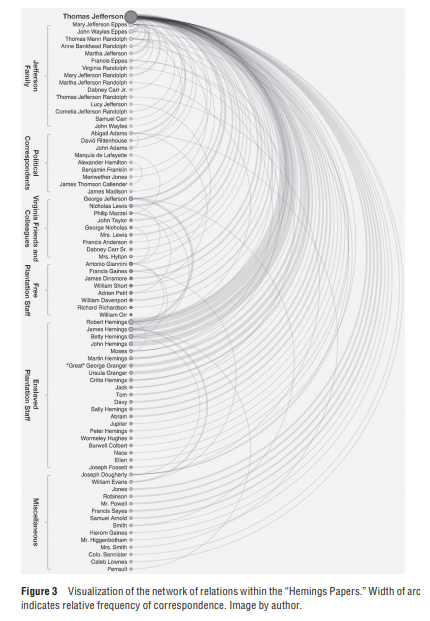 Thomas Jefferson
Mary Jefferson Eppes
John Wayles Eppes
Thomas Mann Randolph
Anne Bankhead Randolph
Martha Jefferson
Francis Eppes
Virginia Randolph
Mary Jefferson Randolph
Martha Jefferson Randolph
Dabney Carr Jr.
Thomas Jefferson Randolph
Lucy Jefferson
Cornelia Jefferson Randolph
Samuel Carr
John Wayles
Jefferson
Family
Abigail Adams
David Rittenhouse
John Adams
Marquis de Lafayette
Alexander Hamilton
Benjamin Franklin
Meriwether Jones
James Thomson Callender
James Madison
Political
Correspondents
George Jefferson
Nicholas Lewis
Philip Mazzei
John Taylor
George Nicholas
Mrs. Lewis
Francis Anderson
Dabney Carr Sr.
Mrs. Hylton
Virginia Friends and
Colleagues
Antonio Giannini
Francis Gaines
James Dinsmore
William Short
Adrien Petit
William Davenport
Richard Richardson
William Orr
Free
Plantation Staff
Robert Hemings
James Hemings
Betty Hemings
John Hemings
Moses
Martin Hemings
"Great" George Granger
Ursula Granger
Critta Hemings
Jack
Tom
Davy
Sally Hemings
Abram
Jupiter
Peter Hemings
Wormeley Hughes
Burwell Colbert
Nace
Ellen
Joseph Fossett
Enslaved
Plantation Staff
Joseph Dougherty
William Evans
Jones
Robinson
Mr. Powell
Francis Sayes
Samuel Arnold
Smith
Hierom Gaines
Mr. Higgenbotham
Mrs. Smith
Colo. Bannister
Caleb Lownes
Perrault
Miscellaneous
Figure 3 Visualization of the network of relations within the “Hemings Papers.” Width of arc
indicates relative frequency of correspondence. Image by author.